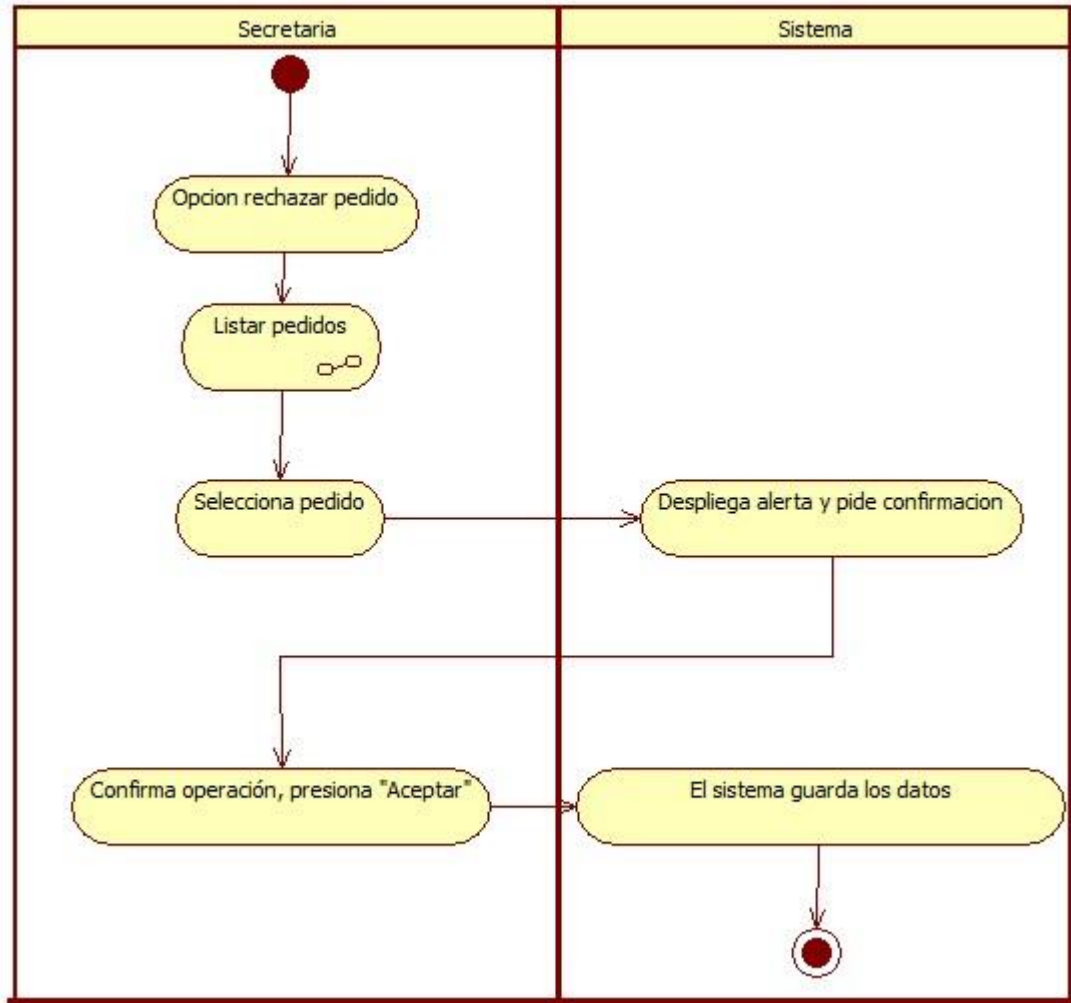 Secretaria
Sistema
Opcion rechazar pedido
Listar pedidos
Selecciona pedido
Despliega alerta y pide confirmacion
Confirma operación, presiona "Aceptar"
El sistema guarda los datos